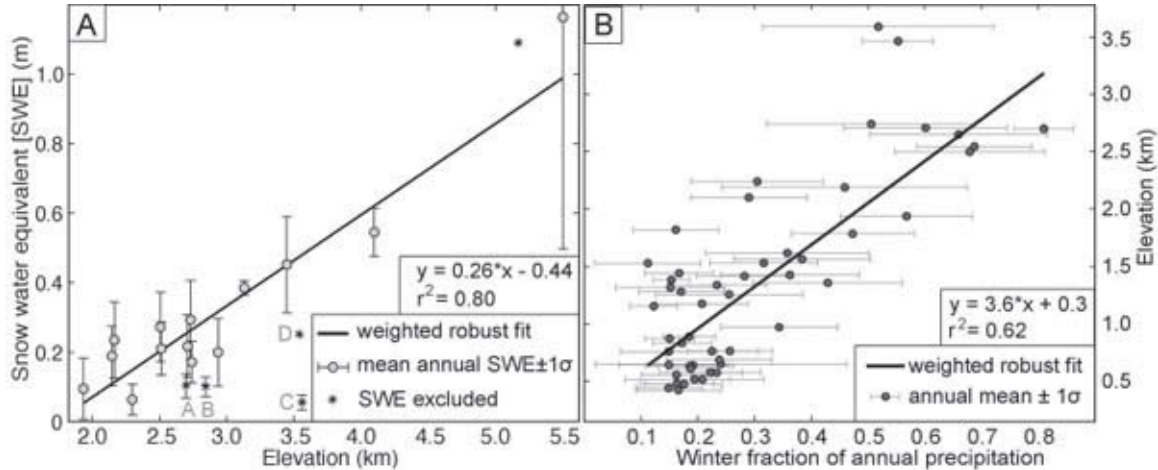 A
Snow water equivalent [SWE] (m)
1.0
0.8
0.6
0.4
0.2
0
2.0 2.5 3.0 3.5 4.0 4.5 5.0 5.5
Elevation (km)
D
A B C
y = 0.26*x - 0.44
r² = 0.80
weighted robust fit
mean annual SWE±1σ
SWE excluded
B
3.5
3.0
2.5
2.0
1.5
1.0
0.5
Elevation (km)
0.1 0.2 0.3 0.4 0.5 0.6 0.7 0.8
Winter fraction of annual precipitation
y = 3.6*x + 0.3
r² = 0.62
weighted robust fit
annual mean ± 1σ